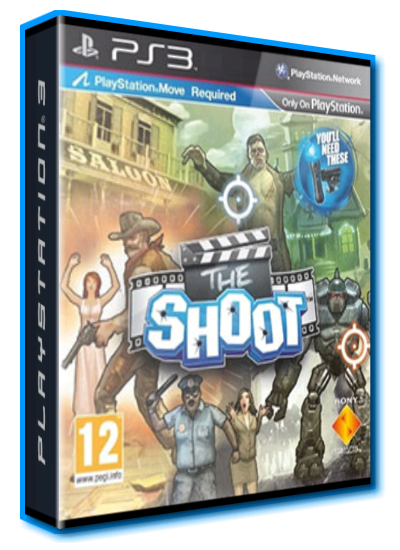 PLAYSTATION®3
PS3
PlayStation®Move Required
PlayStation®Network
Only On PlayStation®
SALOON
YOU'LL
NEED
THESE
THE
SHOOT
12
www.pegi.info
SONY